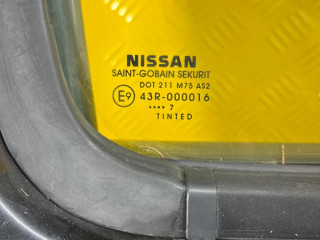 NISSAN
SAINT-GOBAIN SEKURIT
DOT 211 M75 AS2
E9 43R-000016
•••• 7
TINTED